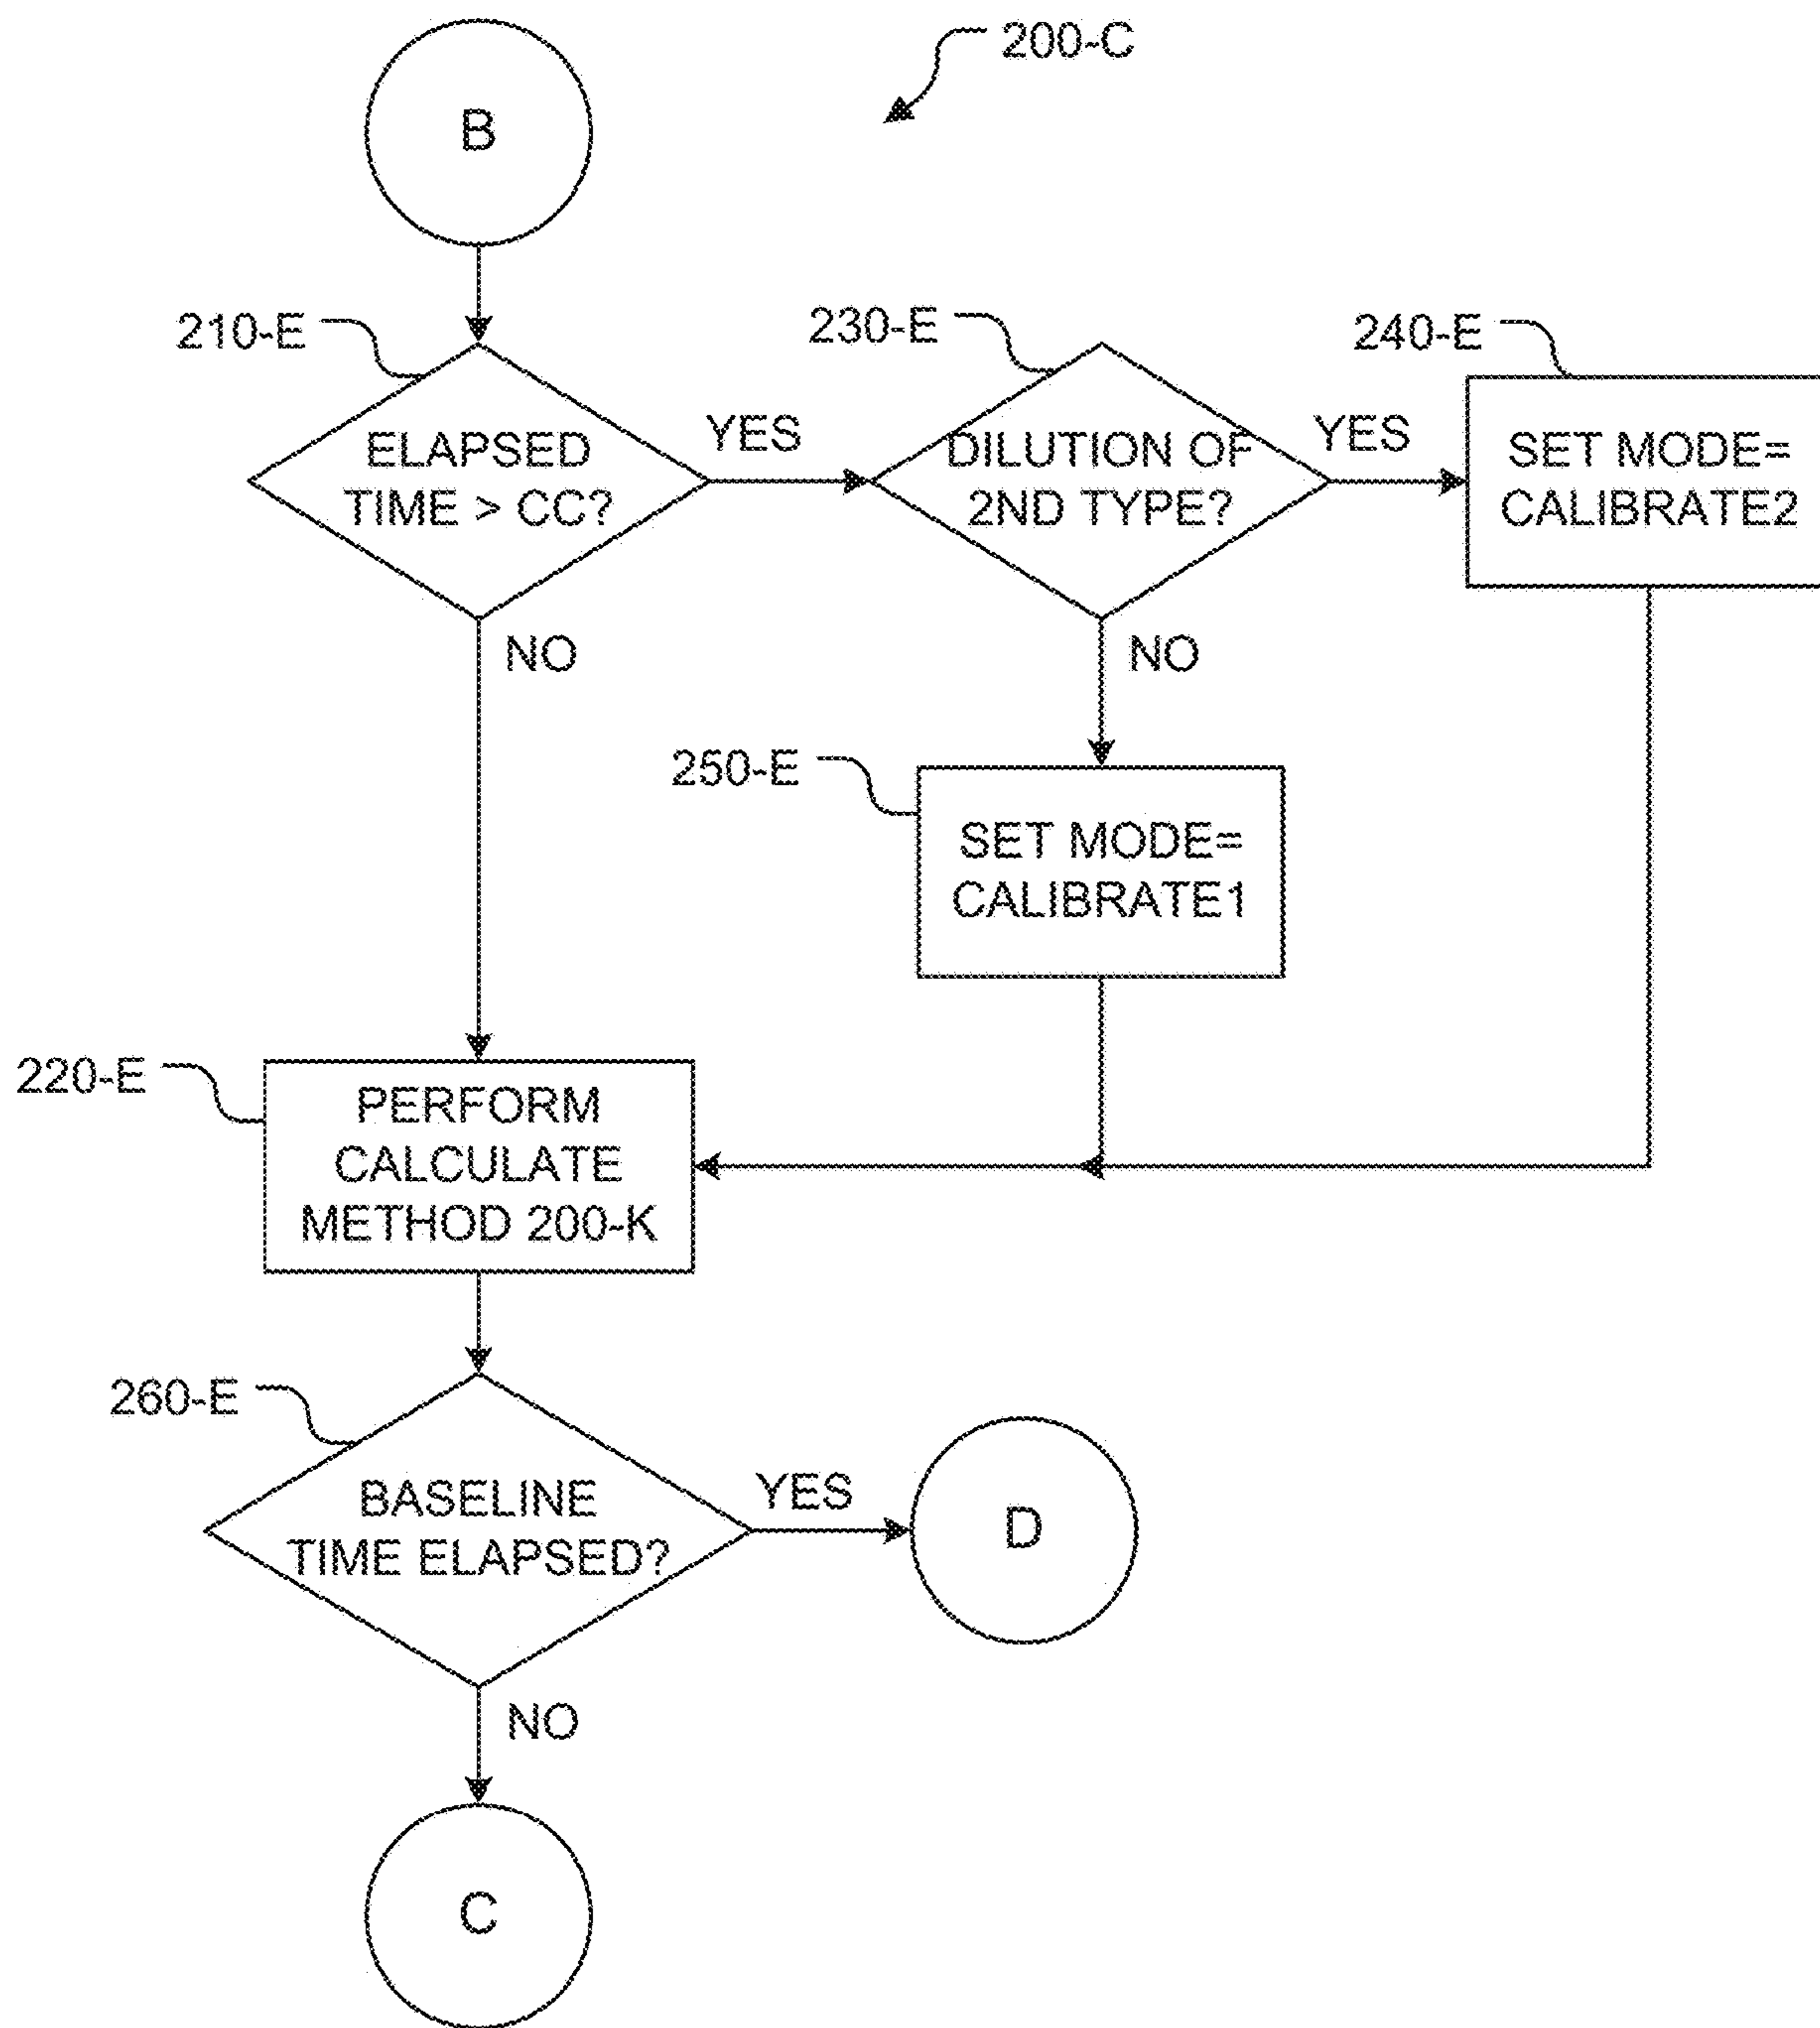 200-C
B
210-E
230-E
240-E
ELAPSED
TIME > CC?
YES
DILUTION OF
2ND TYPE?
YES
SET MODE=
CALIBRATE2
NO
NO
250-E
SET MODE=
CALIBRATE1
220-E
PERFORM
CALCULATE
METHOD 200-K
260-E
BASELINE
TIME ELAPSED?
YES
D
NO
C